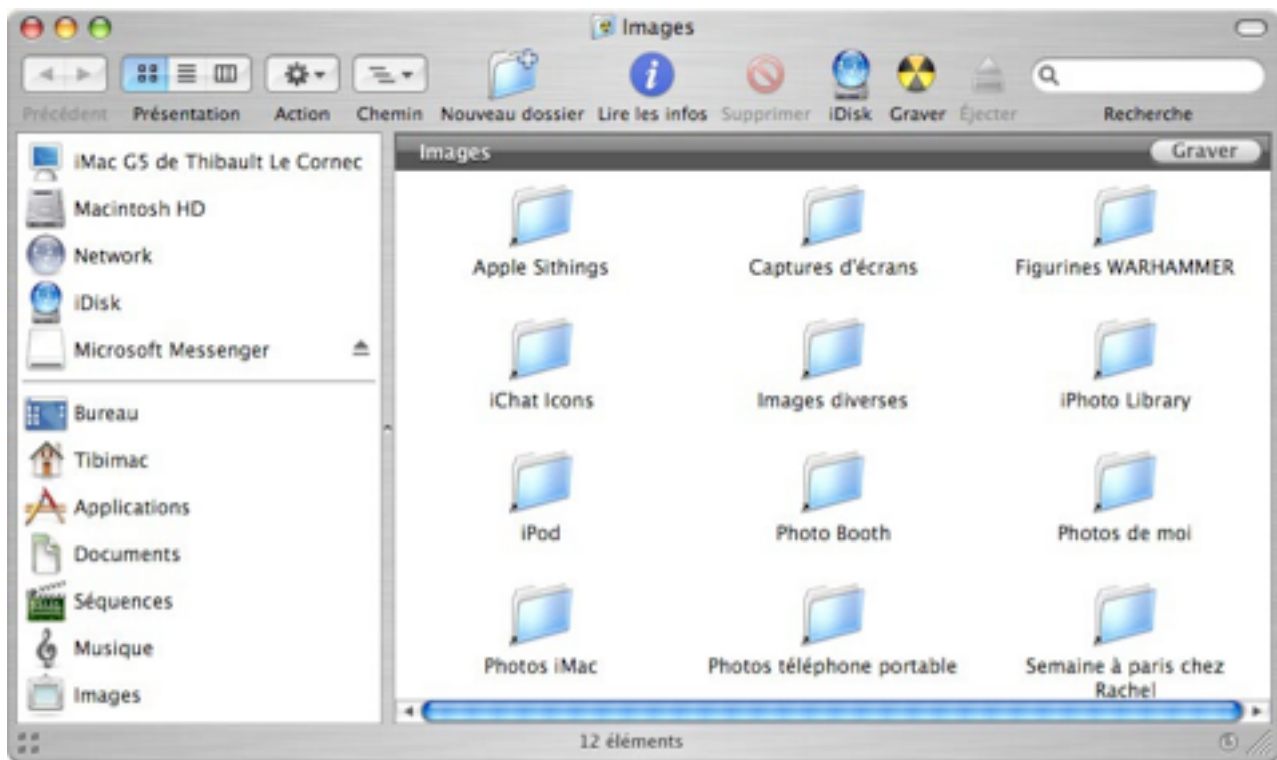 Images
Précédent Présentation Action Chemin Nouveau dossier Lire les infos Supprimer iDisk Graver Éjecter Recherche
iMac G5 de Thibault Le Cornec
Macintosh HD
Network
iDisk
Microsoft Messenger
Bureau
Tibimac
Applications
Documents
Séquences
Musique
Images
Images Graver
Apple Sithings Captures d'écrans Figurines WARHAMMER
iChat Icons Images diverses iPhoto Library
iPod Photo Booth Photos de moi
Photos iMac Photos téléphone portable Semaine à paris chez
Rachel
12 éléments